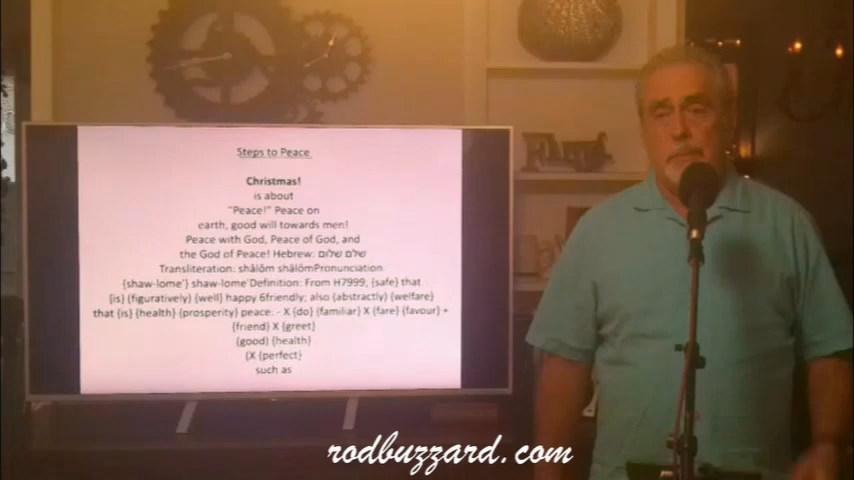 Steps to Peace
Christmas!
is about
"Peace!" Peace on
earth, good will towards men!
Peace with God, Peace of God, and
the God of Peace! Hebrew: שלם שלום
Transliteration: shâlôm shâlômPronunciation:
{shaw-lome'} shaw-lome'Definition: From H7999; {safe} that
{is} (figuratively) {well} happy 6friendly; also (abstractly) {welfare}
that {is} {health} {prosperity} peace: - X {do} {familiar} X {fare} {favour} +
{friend} X {greet}
(good) {health}
(X {perfect}
such as
rodbuzzard.com